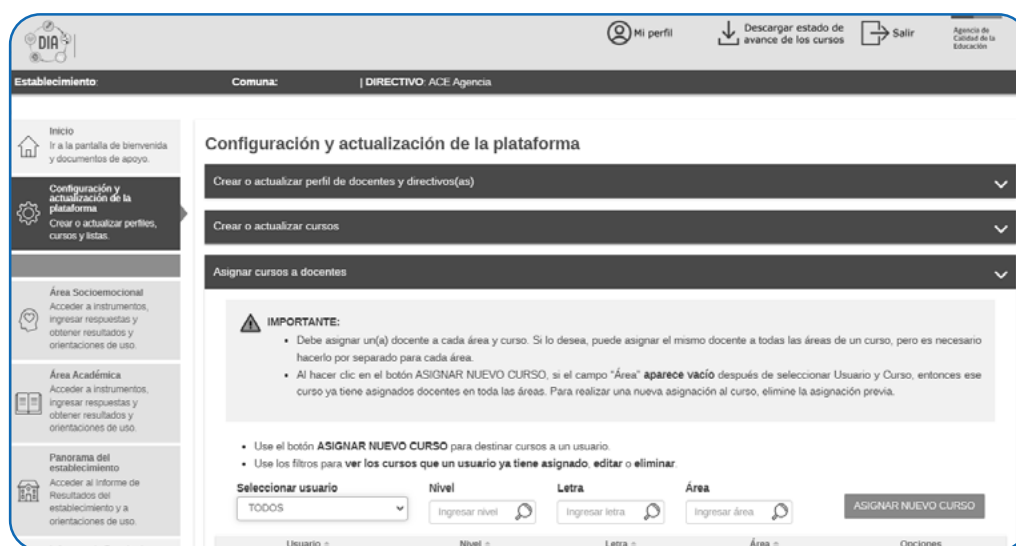 DIA
Mi perfil
Descargar estado de
avance de los cursos
Salir
Agencia de
Calidad de la
Educación
Establecimiento:
Comuna:
| DIRECTIVO: ACE Agencia
Inicio
Ir a la pantalla de bienvenida
y documentos de apoyo.
Configuración y
actualización de la
plataforma
Crear o actualizar perfiles,
cursos y listas.
Área Socioemocional
Acceder a instrumentos,
ingresar respuestas y
obtener resultados y
orientaciones de uso.
Área Académica
Acceder a instrumentos,
ingresar respuestas y
obtener resultados y
orientaciones de uso.
Panorama del
establecimiento
Acceder al Informe de
Resultados del
establecimiento y a
orientaciones de uso.
Configuración y actualización de la plataforma
Crear o actualizar perfil de docentes y directivos(as)
Crear o actualizar cursos
Asignar cursos a docentes
IMPORTANTE:
• Debe asignar un(a) docente a cada área y curso. Si lo desea, puede asignar el mismo docente a todas las áreas de un curso, pero es necesario
hacerlo por separado para cada área.
• Al hacer clic en el botón ASIGNAR NUEVO CURSO, si el campo "Área" aparece vacío después de seleccionar Usuario y Curso, entonces ese
curso ya tiene asignados docentes en toda las áreas. Para realizar una nueva asignación al curso, elimine la asignación previa.
• Use el botón ASIGNAR NUEVO CURSO para destinar cursos a un usuario.
• Use los filtros para ver los cursos que un usuario ya tiene asignado, editar o eliminar.
Seleccionar usuario
Nivel
Letra
Área
TODOS
Ingresar nivel
Ingresar letra
Ingresar área
ASIGNAR NUEVO CURSO
Usuario
Nivel
Letra
Área
Opciones